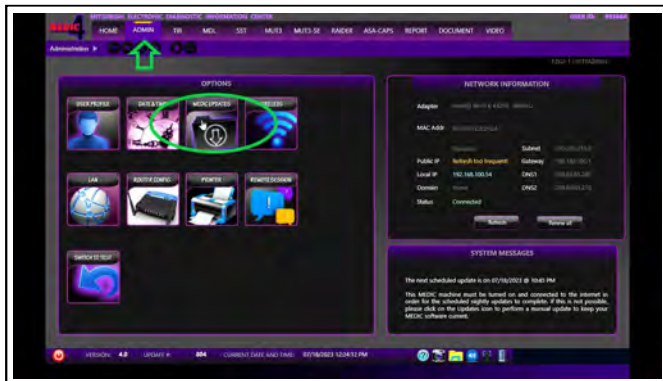 MITSUBISHI ELECTRONIC DIAGNOSTIC INFORMATION CENTER
USER ID:
MEDIC 4
HOME ADMIN TIR MDL SST MUT3 MUT3-SE RAIDER ASA-CAPS REPORT DOCUMENT VIDEO
Administration
OPTIONS
USER PROFILE
DATE & TIME
MEDIC UPDATES
WIRELESS
LAN
ROUTER CONFIG
PRINTER
REMOTE SESSION
NETWORK INFORMATION
Adapter
MAC Addr
Subnet
Public IP Refresh too frequent Gateway
Local IP 192.168.100.54 DNS1
Domain DNS2
Status Connected
Refresh
Renew all
SYSTEM MESSAGES
The next scheduled update is on 07/18/2023 @ 10:45 PM
This MEDIC machine must be turned on and connected to the internet in
order for the scheduled nightly updates to complete. If this is not possible,
please click on the Updates icon to perform a manual update to keep your
MEDIC software current.
VERSION: 4.0 UPDATE #: 804 CURRENT DATE AND TIME: 07/18/2023 12:24:12 PM